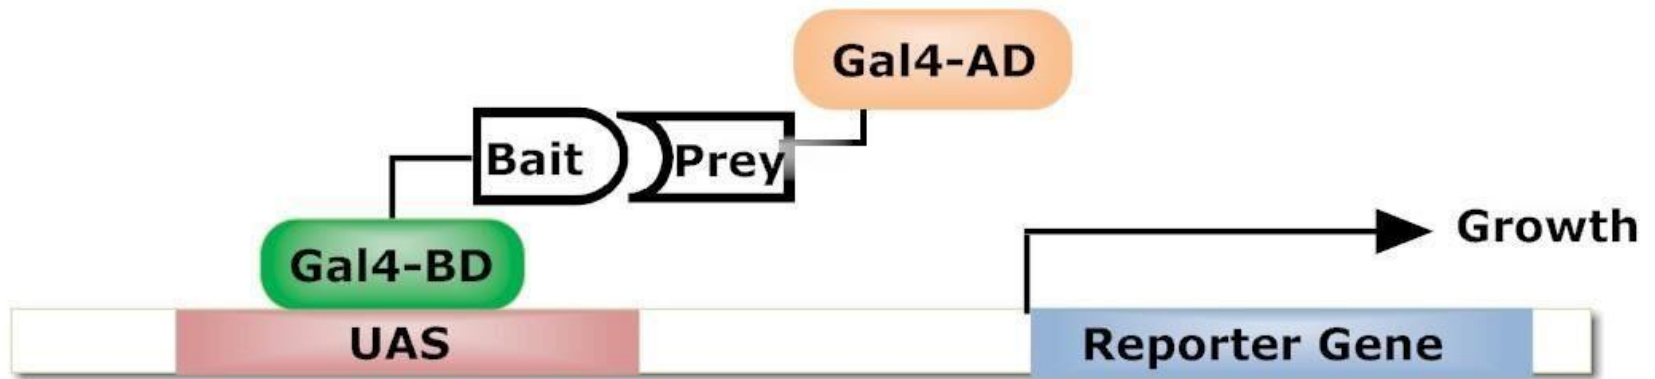 Gal4-AD
Bait
Prey
Gal4-BD
Growth
UAS
Reporter Gene